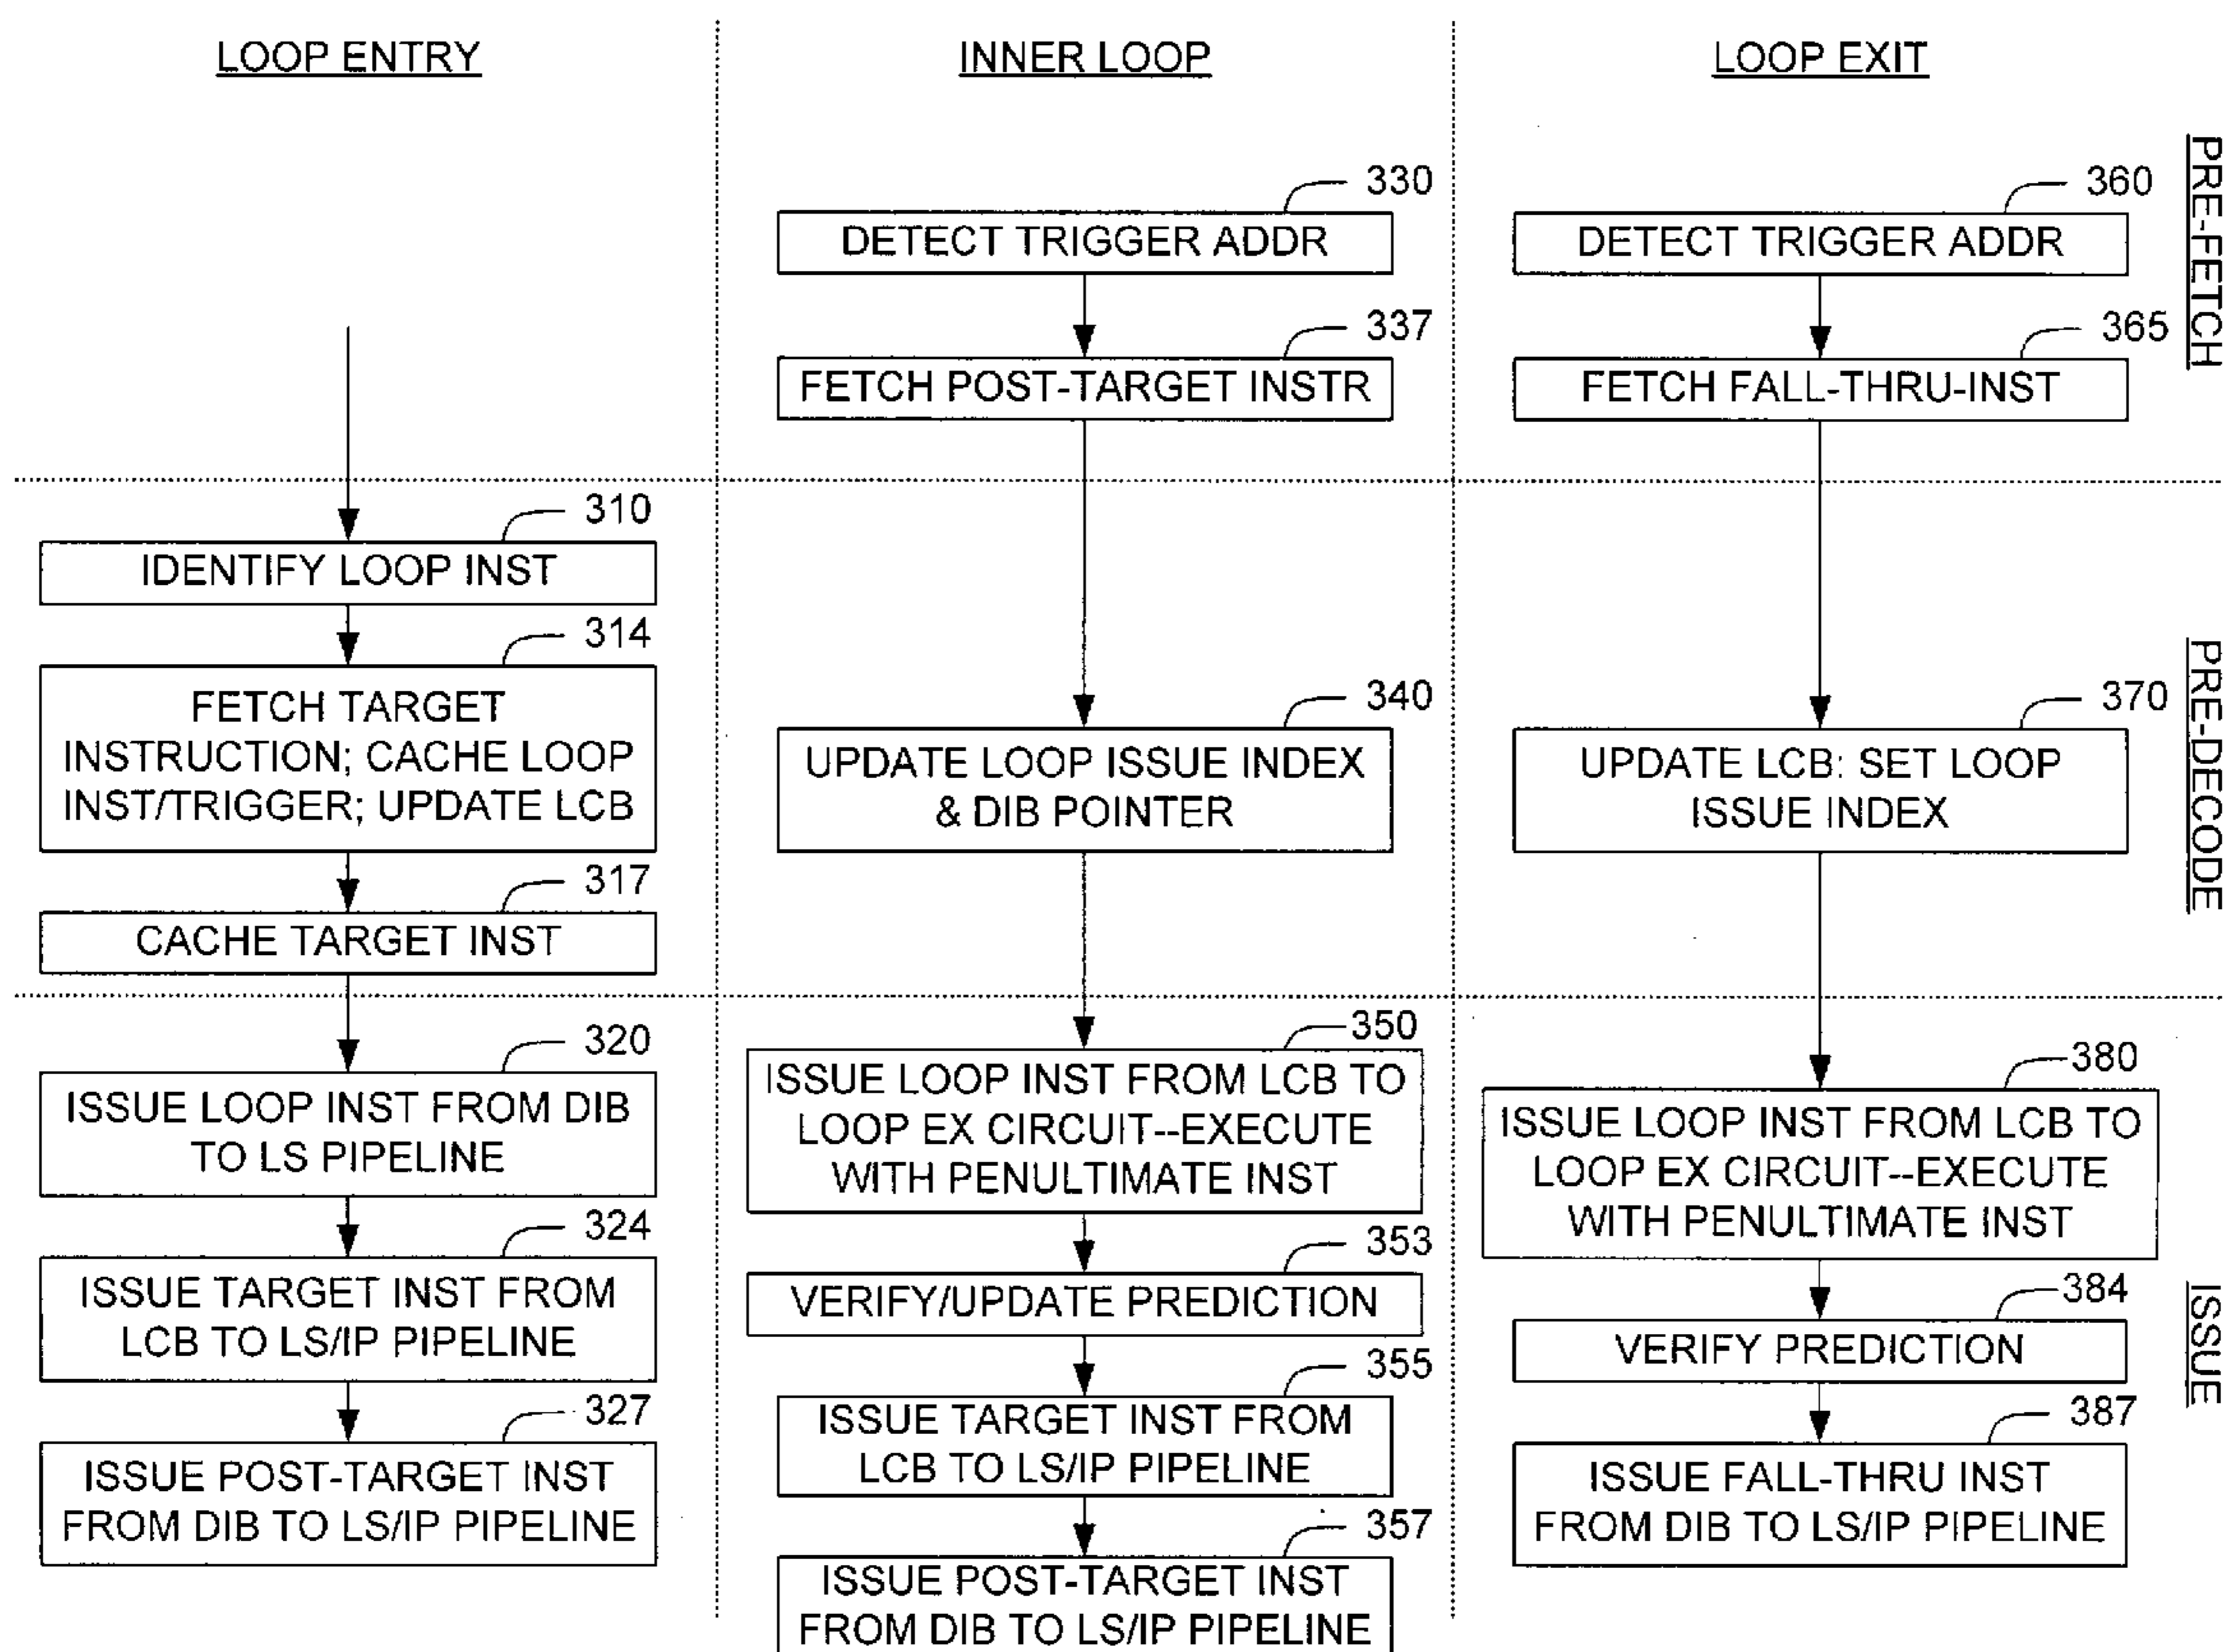 LOOP ENTRY
INNER LOOP
LOOP EXIT
PRE-FETCH
330
DETECT TRIGGER ADDR
337
FETCH POST-TARGET INSTR
360
DETECT TRIGGER ADDR
365
FETCH FALL-THRU-INST
PRE-DECODE
310
IDENTIFY LOOP INST
314
FETCH TARGET
INSTRUCTION; CACHE LOOP
INST/TRIGGER; UPDATE LCB
317
CACHE TARGET INST
340
UPDATE LOOP ISSUE INDEX
& DIB POINTER
370
UPDATE LCB: SET LOOP
ISSUE INDEX
ISSUE
320
ISSUE LOOP INST FROM DIB
TO LS PIPELINE
324
ISSUE TARGET INST FROM
LCB TO LS/IP PIPELINE
327
ISSUE POST-TARGET INST
FROM DIB TO LS/IP PIPELINE
350
ISSUE LOOP INST FROM LCB TO
LOOP EX CIRCUIT--EXECUTE
WITH PENULTIMATE INST
353
VERIFY/UPDATE PREDICTION
355
ISSUE TARGET INST FROM
LCB TO LS/IP PIPELINE
357
ISSUE POST-TARGET INST
FROM DIB TO LS/IP PIPELINE
380
ISSUE LOOP INST FROM LCB TO
LOOP EX CIRCUIT--EXECUTE
WITH PENULTIMATE INST
384
VERIFY PREDICTION
387
ISSUE FALL-THRU INST
FROM DIB TO LS/IP PIPELINE